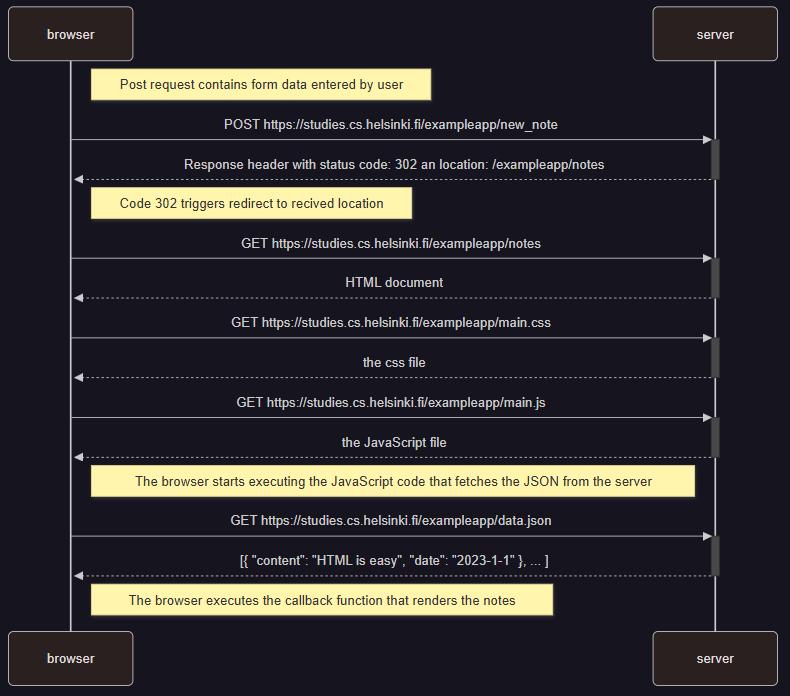 browser
server
Post request contains form data entered by user
POST https://studies.cs.helsinki.fi/exampleapp/new_note
Response header with status code: 302 an location: /exampleapp/notes
Code 302 triggers redirect to recived location
GET https://studies.cs.helsinki.fi/exampleapp/notes
HTML document
GET https://studies.cs.helsinki.fi/exampleapp/main.css
the css file
GET https://studies.cs.helsinki.fi/exampleapp/main.js
the JavaScript file
The browser starts executing the JavaScript code that fetches the JSON from the server
GET https://studies.cs.helsinki.fi/exampleapp/data.json
[{ "content": "HTML is easy", "date": "2023-1-1" }, ... ]
The browser executes the callback function that renders the notes
browser
server